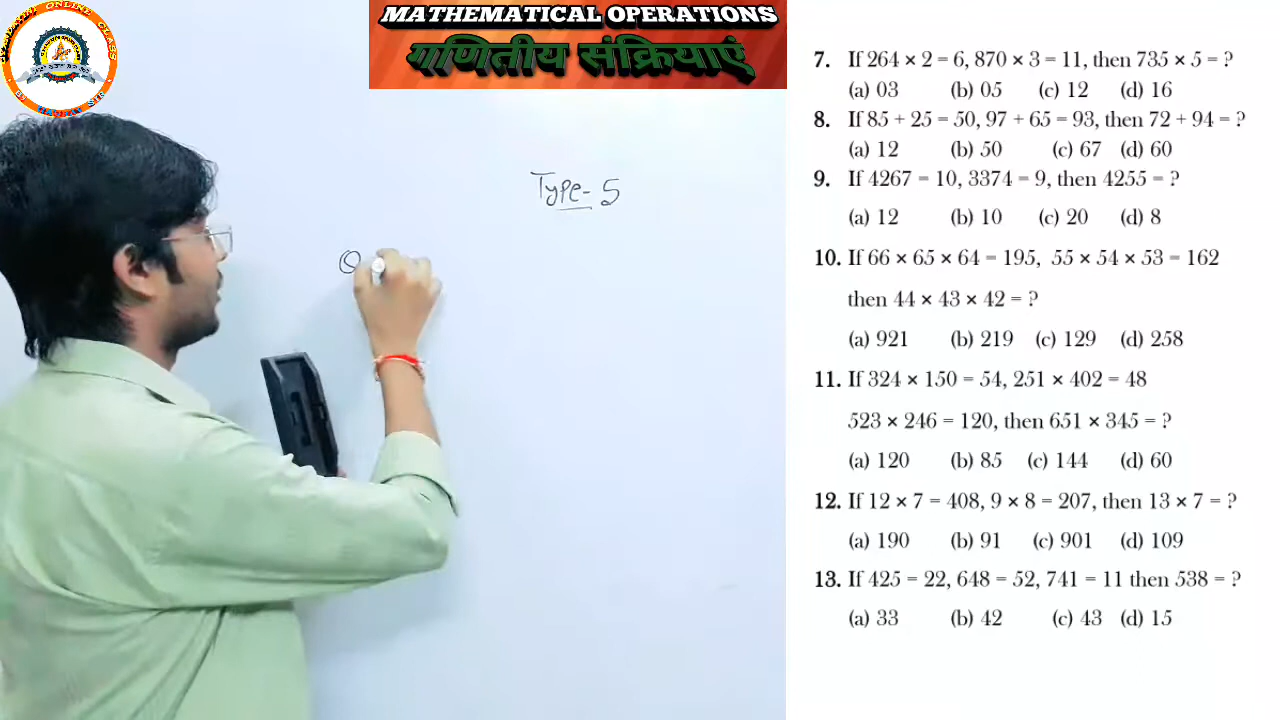 ONLINE CLASS
MATHEMATICAL OPERATIONS
गणितीय संक्रियाएं
Type- 5
Q
7. If 264 × 2 = 6, 870 × 3 = 11, then 735 × 5 = ?
(a) 03 (b) 05 (c) 12 (d) 16
8. If 85 + 25 = 50, 97 + 65 = 93, then 72 + 94 = ?
(a) 12 (b) 50 (c) 67 (d) 60
9. If 4267 = 10, 3374 = 9, then 4255 = ?
(a) 12 (b) 10 (c) 20 (d) 8
10. If 66 × 65 × 64 = 195, 55 × 54 × 53 = 162
then 44 × 43 × 42 = ?
(a) 921 (b) 219 (c) 129 (d) 258
11. If 324 × 150 = 54, 251 × 402 = 48
523 × 246 = 120, then 651 × 345 = ?
(a) 120 (b) 85 (c) 144 (d) 60
12. If 12 × 7 = 408, 9 × 8 = 207, then 13 × 7 = ?
(a) 190 (b) 91 (c) 901 (d) 109
13. If 425 = 22, 648 = 52, 741 = 11 then 538 = ?
(a) 33 (b) 42 (c) 43 (d) 15